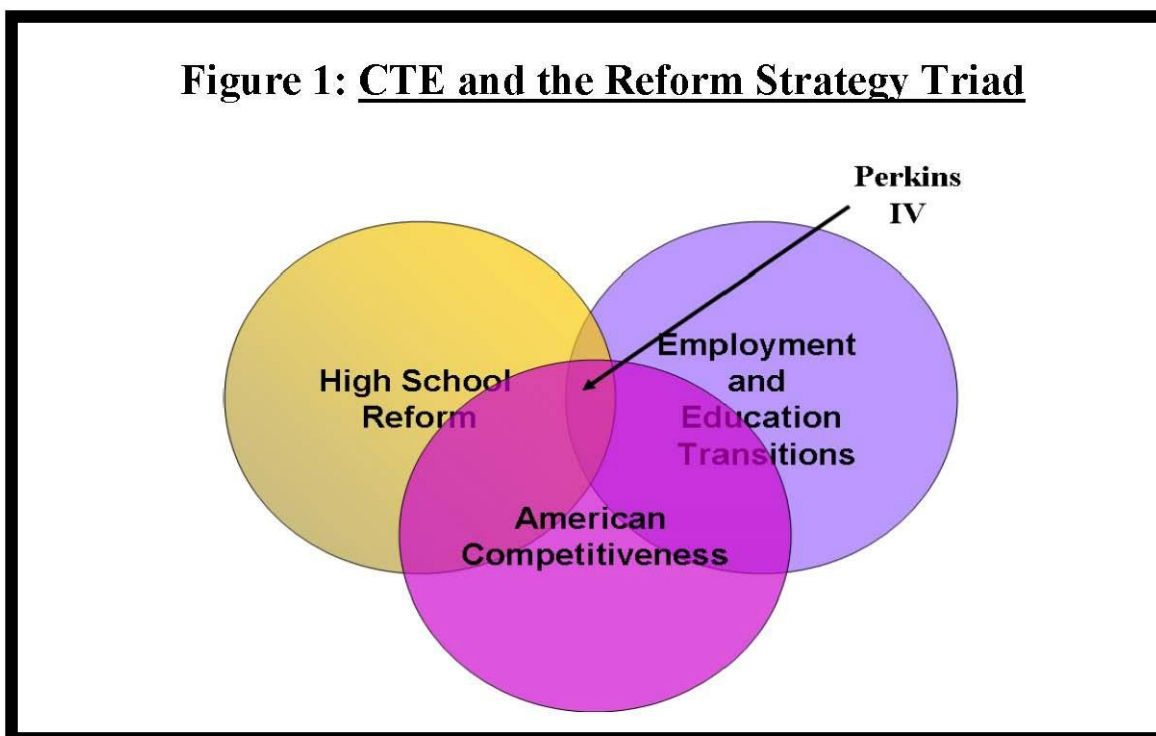 Figure 1: CTE and the Reform Strategy Triad
Perkins
IV
High School
Reform
Employment
and
Education
Transitions
American
Competitiveness